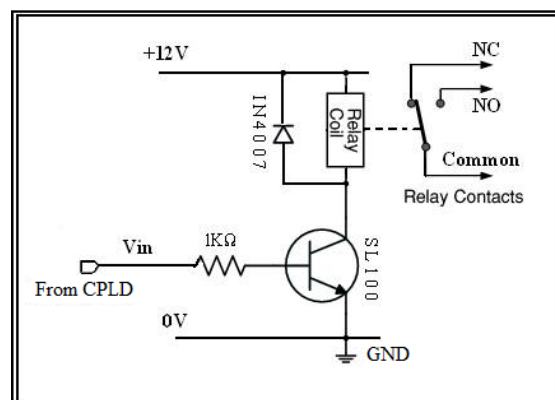 +12V
NC
NO
IN4007
Relay
Coil
Common
Relay Contacts
Vin
1KΩ
SL100
From CPLD
0V
GND